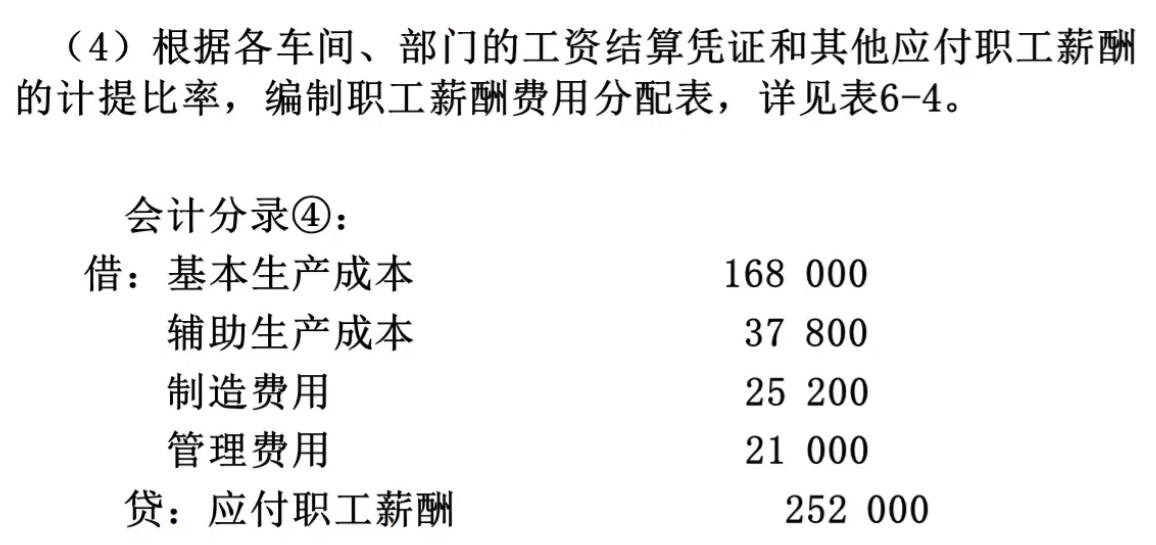 （4）根据各车间、部门的工资结算凭证和其他应付职工薪酬
的计提比率，编制职工薪酬费用分配表，详见表6-4。
会计分录④：
借：基本生产成本 168 000
辅助生产成本 37 800
制造费用 25 200
管理费用 21 000
贷：应付职工薪酬 252 000